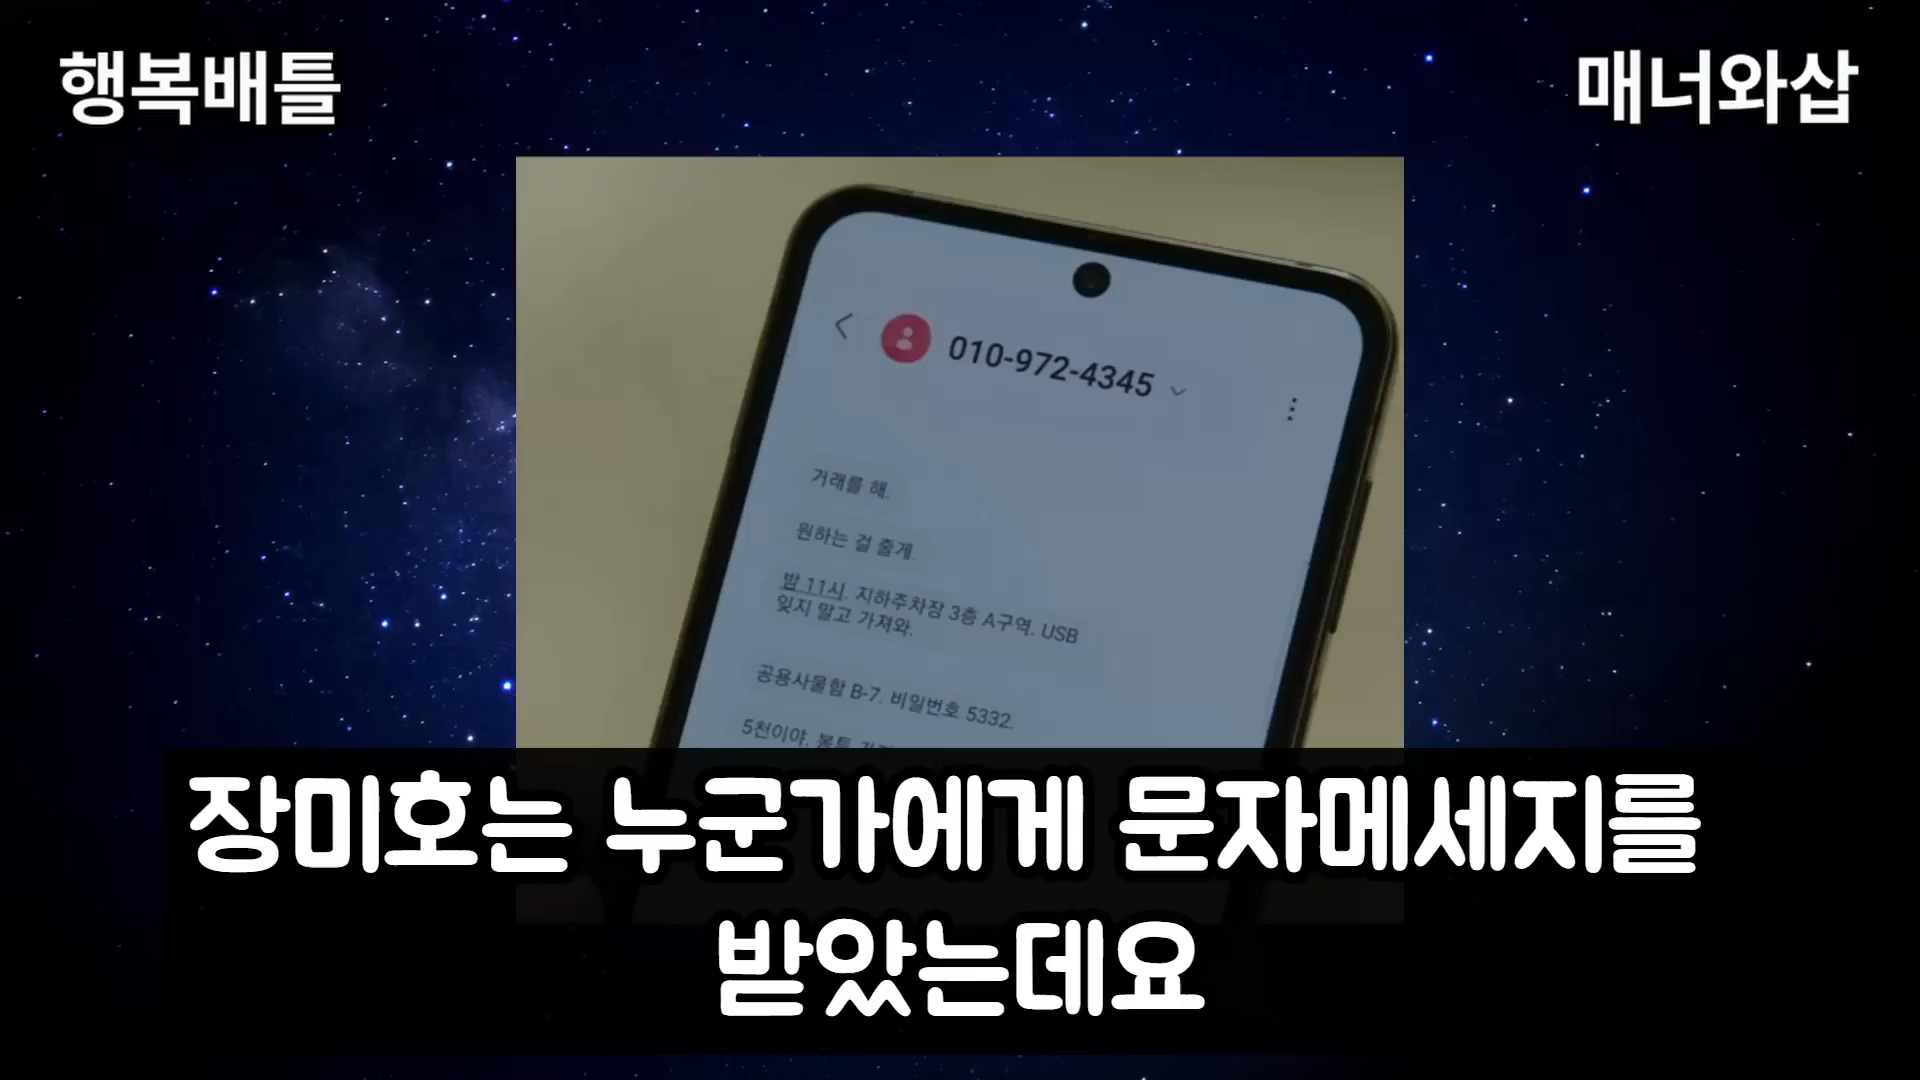 행복배틀
매너와삽
010-972-4345
거래를 해.
원하는 걸 줄게.
밤 11시. 지하주차장 3층 A구역. USB
잊지 말고 가져와.
공용사물함 B-7. 비밀번호 5332.
5천이야. 봉투
장미호는 누군가에게 문자메세지를
받았는데요